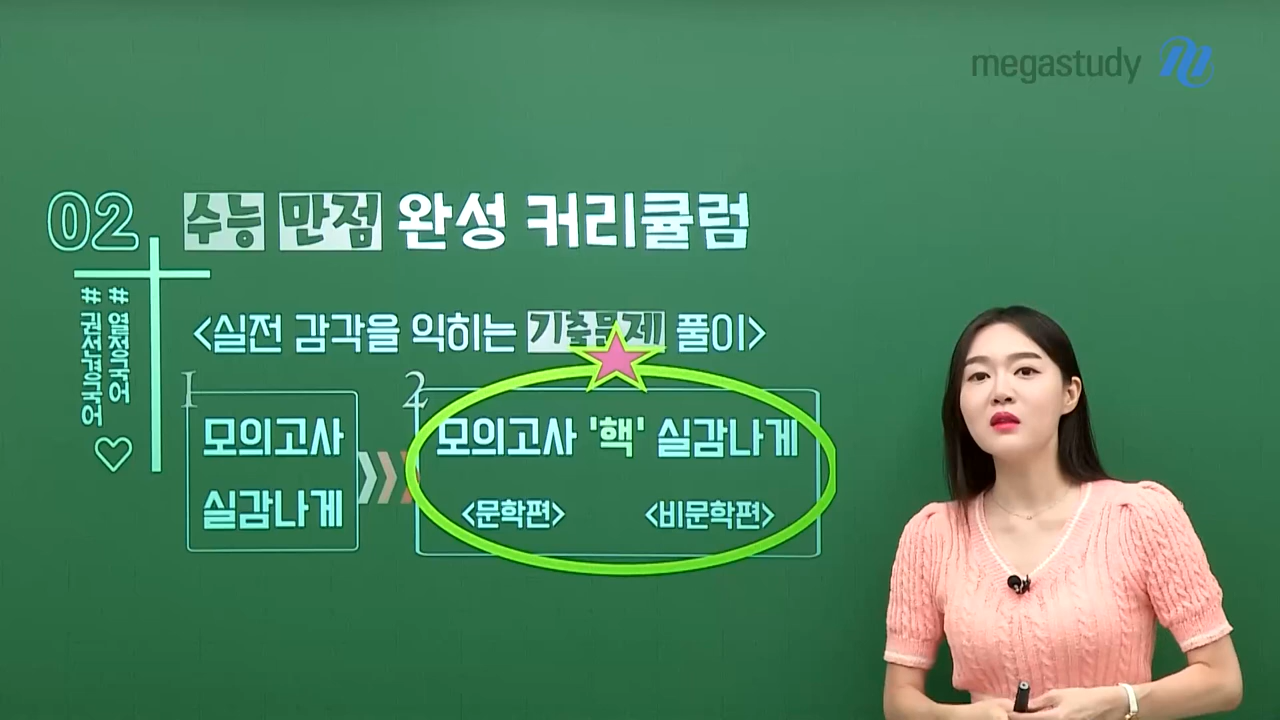 megastudy
02 수능 만점 완성 커리큘럼
#열정국어
#권선경국어
<실전 감각을 익히는 기출문제 풀이>
1
모의고사
실감나게
2
모의고사 '핵' 실감나게
<문학편> <비문학편>